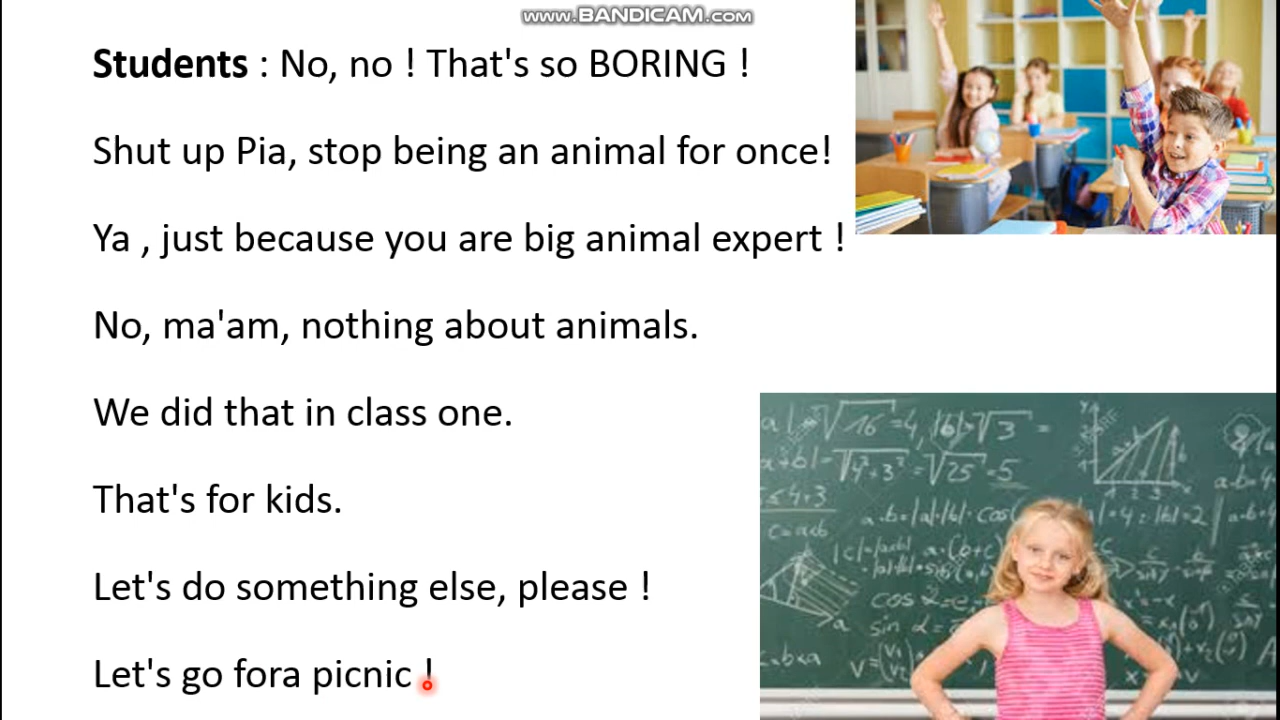 www.BANDICAM.com
Students : No, no ! That's so BORING !
Shut up Pia, stop being an animal for once!
Ya , just because you are big animal expert !
No, ma'am, nothing about animals.
We did that in class one.
That's for kids.
Let's do something else, please !
Let's go fora picnic !